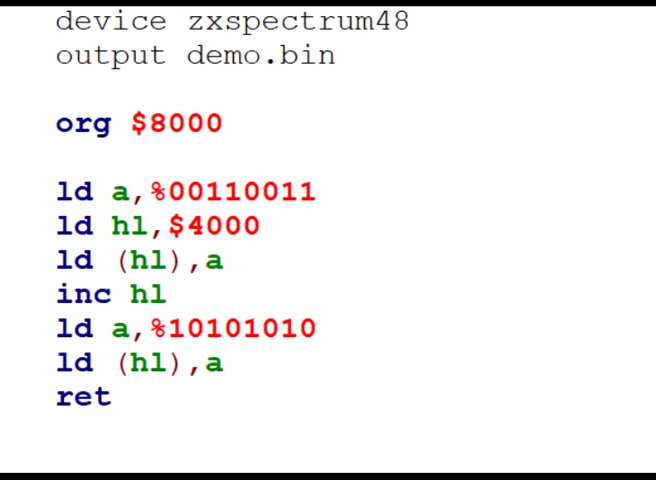 device zxspectrum48
output demo.bin
org $8000
ld a,%00110011
ld hl,$4000
ld (hl),a
inc hl
ld a,%10101010
ld (hl),a
ret